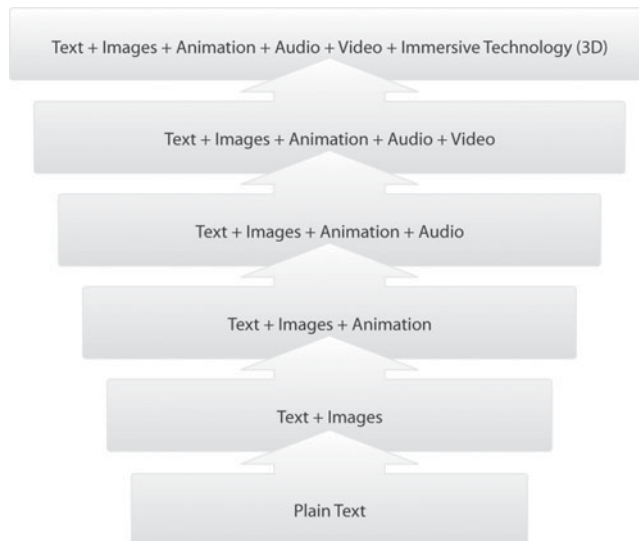 Text + Images + Animation + Audio + Video + Immersive Technology (3D)
Text + Images + Animation + Audio + Video
Text + Images + Animation + Audio
Text + Images + Animation
Text + Images
Plain Text